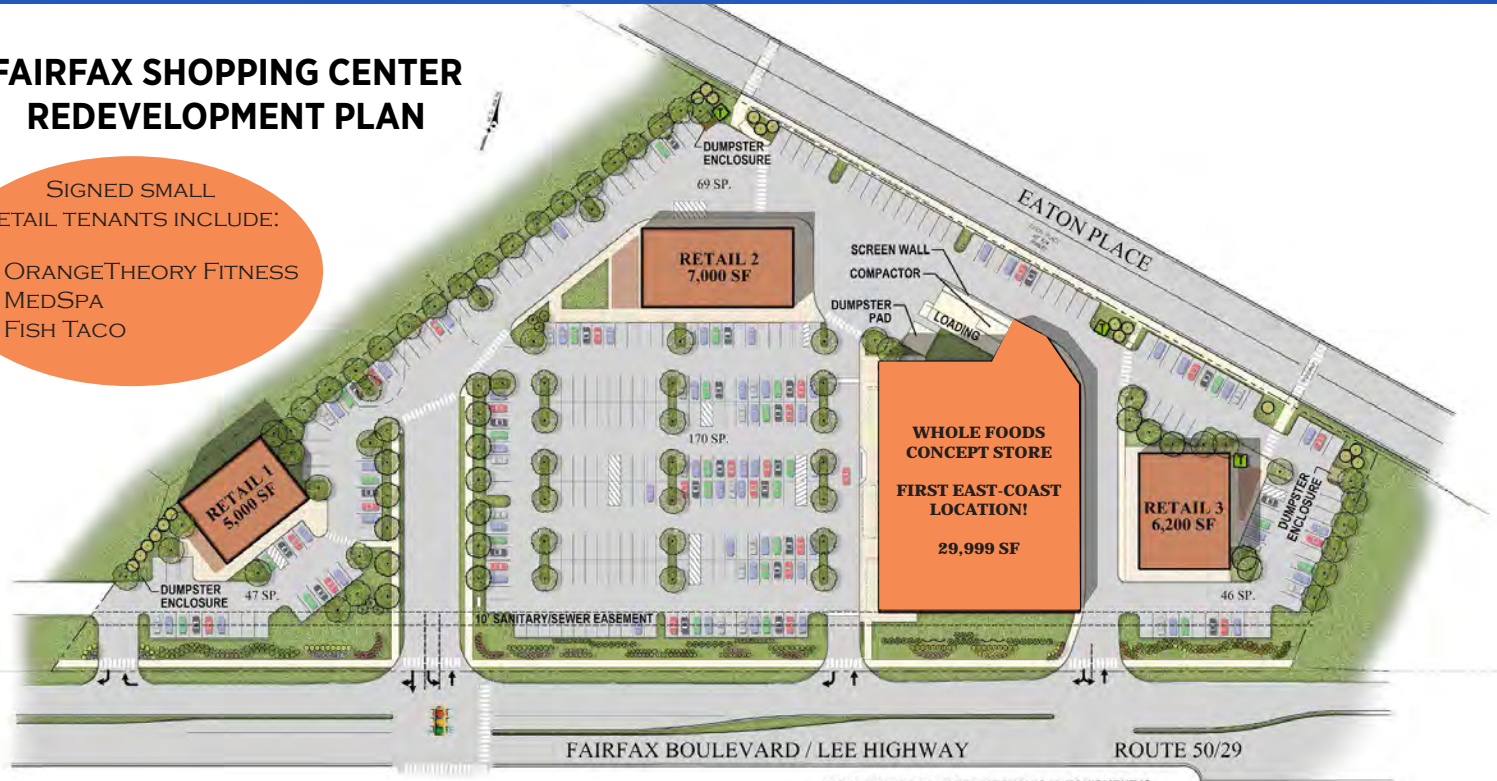 FAIRFAX SHOPPING CENTER
REDEVELOPMENT PLAN
SIGNED SMALL
ETAIL TENANTS INCLUDE:
ORANGETHEORY FITNESS
MEDSPA
FISH TACO
DUMPSTER
ENCLOSURE
69 SP.
EATON PLACE
RETAIL 2
7,000 SF
SCREEN WALL
COMPACTOR
DUMPSTER
PAD
LOADING
T
T
170 SP.
WHOLE FOODS
CONCEPT STORE
FIRST EAST-COAST
LOCATION!
29,999 SF
RETAIL 1
5,000 SF
T
RETAIL 3
6,200 SF
DUMPSTER
ENCLOSURE
DUMPSTER
ENCLOSURE
47 SP.
46 SP.
10' SANITARY/SEWER EASEMENT
FAIRFAX BOULEVARD / LEE HIGHWAY
ROUTE 50/29